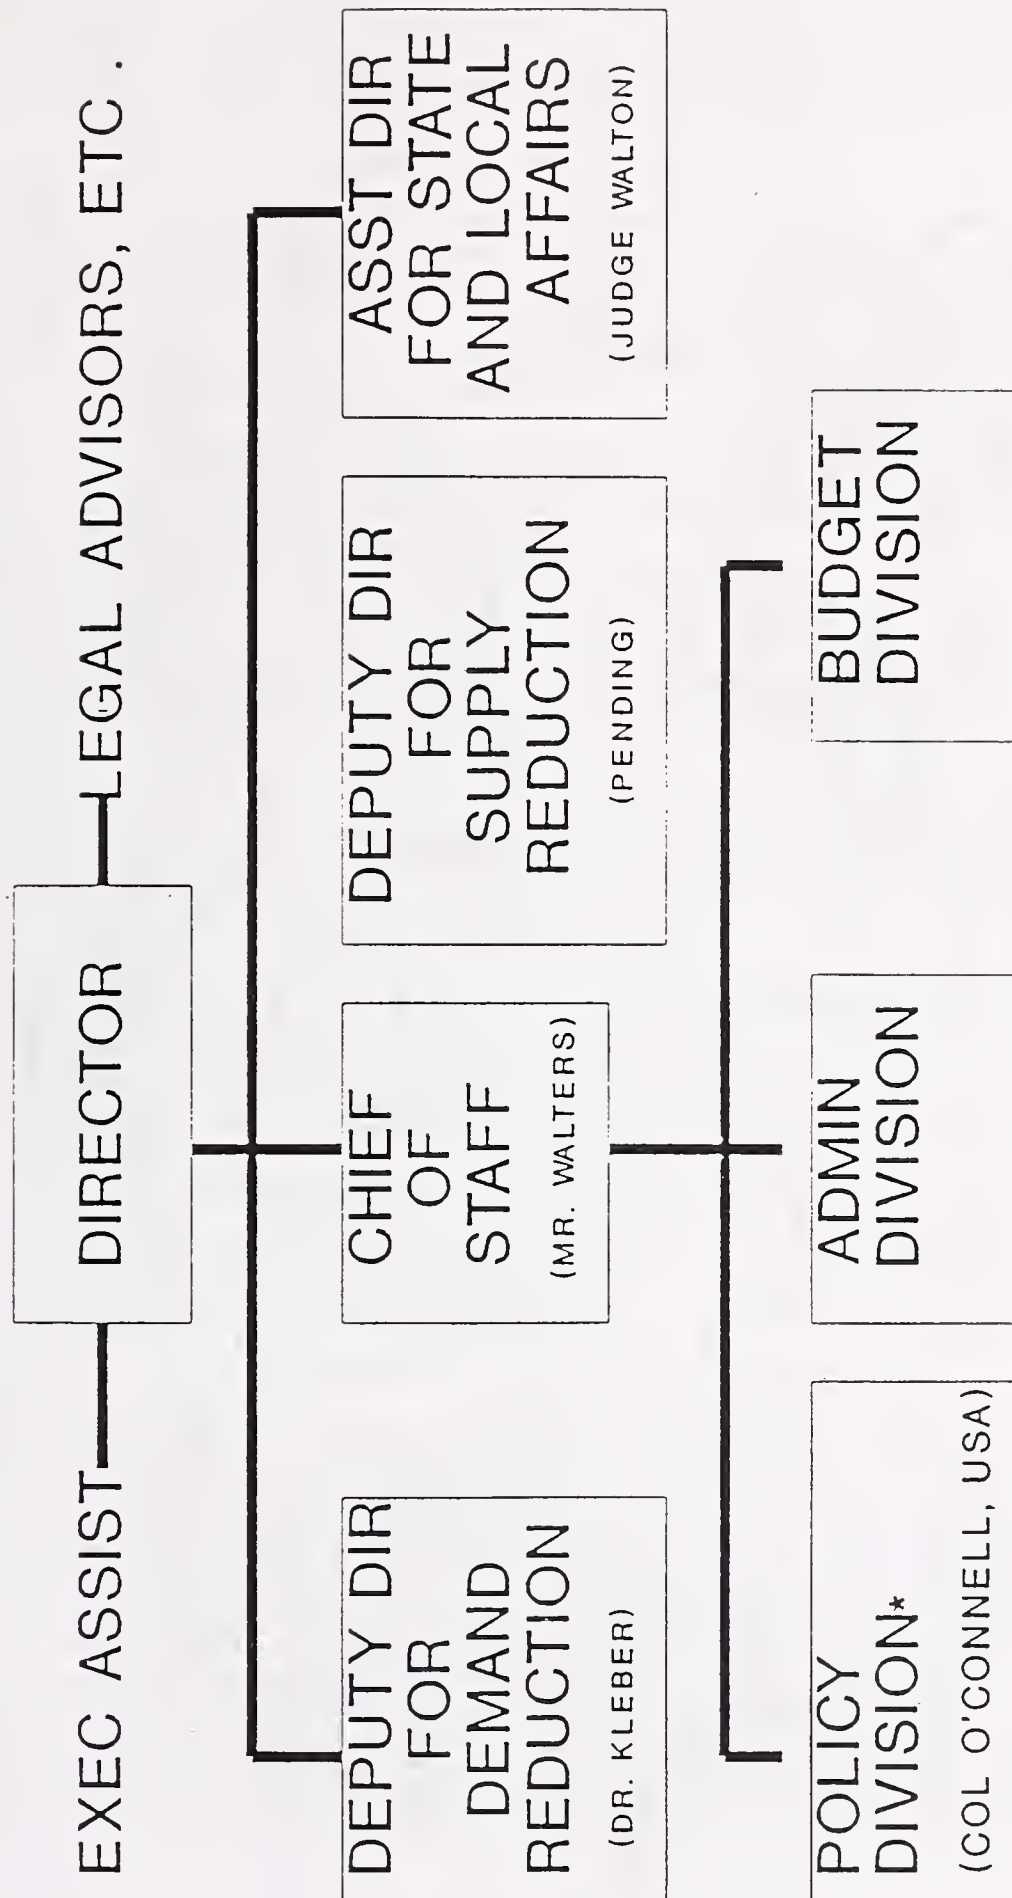 EXEC ASSIST
DIRECTOR
LEGAL ADVISORS, ETC.
DEPUTY DIR
FOR
DEMAND
REDUCTION
(DR. KLEBER)
CHIEF
OF
STAFF
(MR. WALTERS)
DEPUTY DIR
FOR
SUPPLY
REDUCTION
(PENDING)
ASST DIR
FOR STATE
AND LOCAL
AFFAIRS
(JUDGE WALTON)
POLICY
DIVISION*
(COL O'CONNELL, USA)
ADMIN
DIVISION
BUDGET
DIVISION